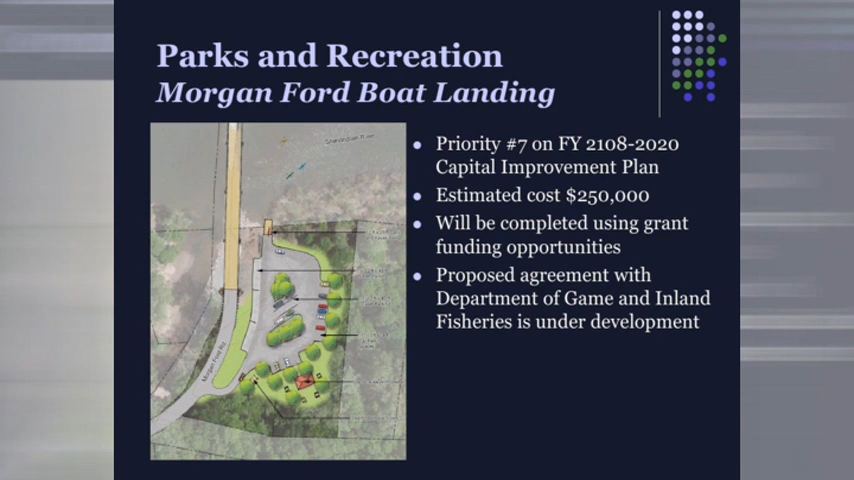 Parks and Recreation
Morgan Ford Boat Landing
Shenandoah River
Morgan Ford Rd
Priority #7 on FY 2108-2020
Capital Improvement Plan
Estimated cost $250,000
Will be completed using grant
funding opportunities
Proposed agreement with
Department of Game and Inland
Fisheries is under development